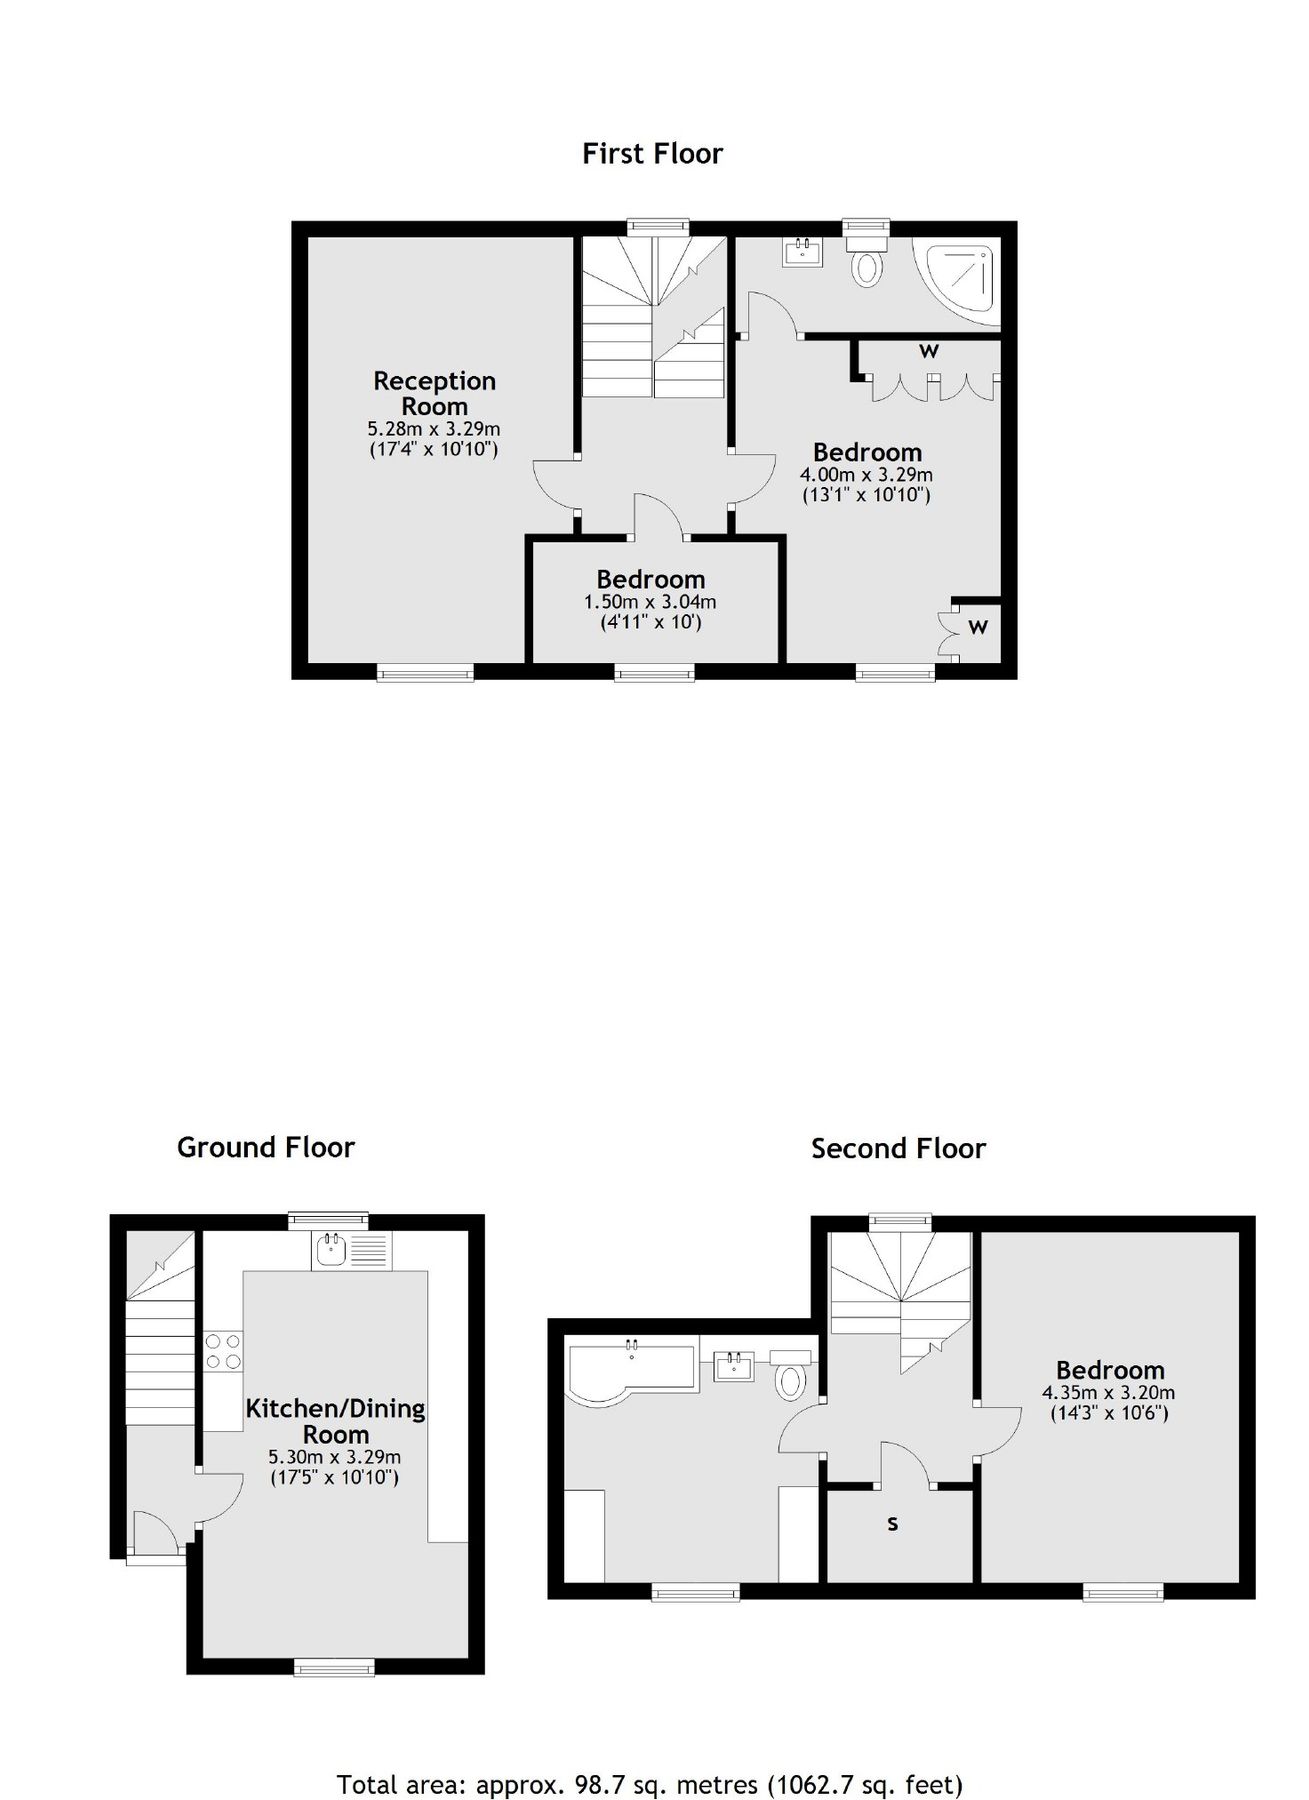 First Floor
Reception
Room
5.28m x 3.29m
(17'4" x 10'10")
W
Bedroom
4.00m x 3.29m
(13'1" x 10'10")
Bedroom
1.50m x 3.04m
(4'11" x 10')
W
Ground Floor
Kitchen/Dining
Room
5.30m x 3.29m
(17'5" x 10'10")
Second Floor
Bedroom
4.35m x 3.20m
(14'3" x 10'6")
S
Total area: approx. 98.7 sq. metres (1062.7 sq. feet)